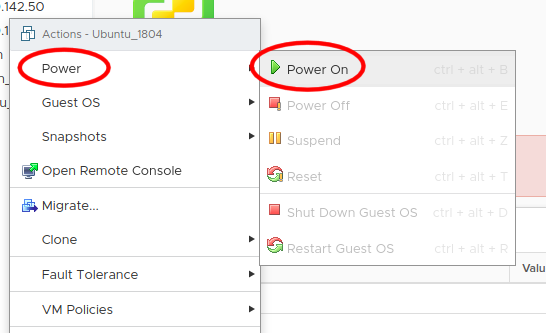 .142.50
Actions - Ubuntu_1804
Power
Guest OS
Snapshots
Open Remote Console
Migrate...
Clone
Fault Tolerance
VM Policies
Power On ctrl + alt + B
Power Off ctrl + alt + E
Suspend ctrl + alt + Z
Reset ctrl + alt + T
Shut Down Guest OS ctrl + alt + D
Restart Guest OS ctrl + alt + R
Valu